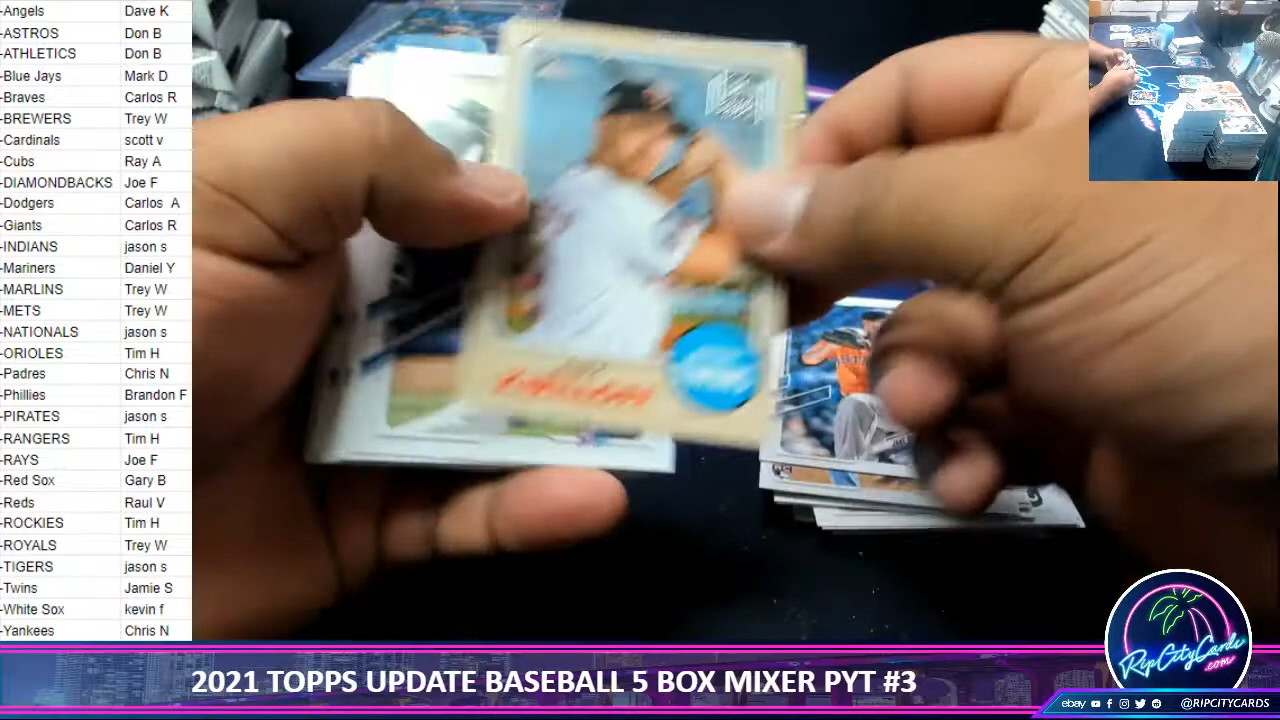 -Angels Dave K
-ASTROS Don B
-ATHLETICS Don B
-Blue Jays Mark D
-Braves Carlos R
-BREWERS Trey W
-Cardinals scott v
-Cubs Ray A
-DIAMONDBACKS Joe F
-Dodgers Carlos A
-Giants Carlos R
-INDIANS jason s
-Mariners Daniel Y
-MARLINS Trey W
-METS Trey W
-NATIONALS jason s
-ORIOLES Tim H
-Padres Chris N
-Phillies Brandon F
-PIRATES jason s
-RANGERS Tim H
-RAYS Joe F
-Red Sox Gary B
-Reds Raul V
-ROCKIES Tim H
-ROYALS Trey W
-TIGERS jason s
-Twins Jamie S
-White Sox kevin f
-Yankees Chris N
2021 TOPPS UPDATE BASEBALL 5 BOX MIXER PYT #3
RipCityCards
.com
ebay @RIPCITYCARDS